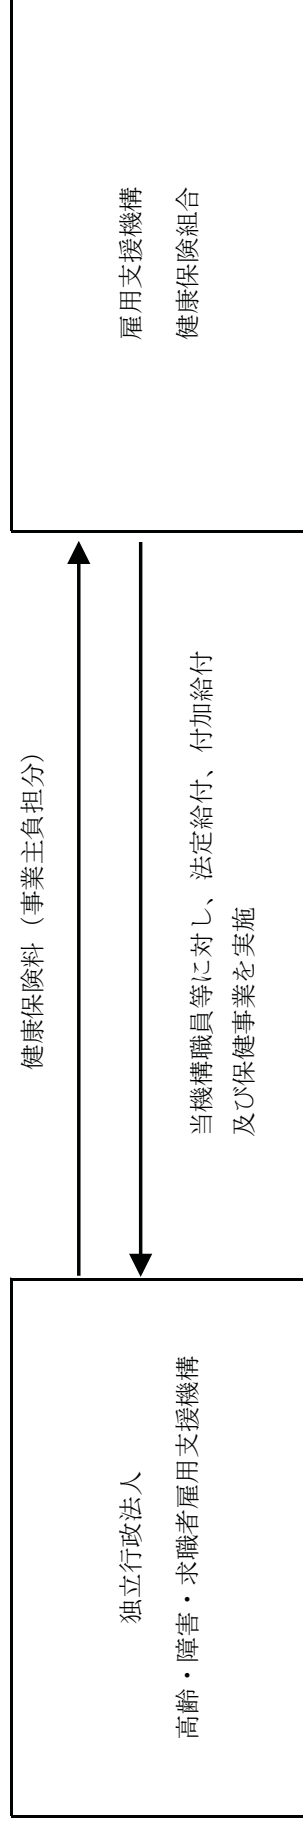 独立行政法人
高齢・障害・求職者雇用支援機構
健康保険料（事業主負担分）
当機構職員等に対し、法定給付、付加給付
及び保健事業を実施
雇用支援機構
健康保険組合